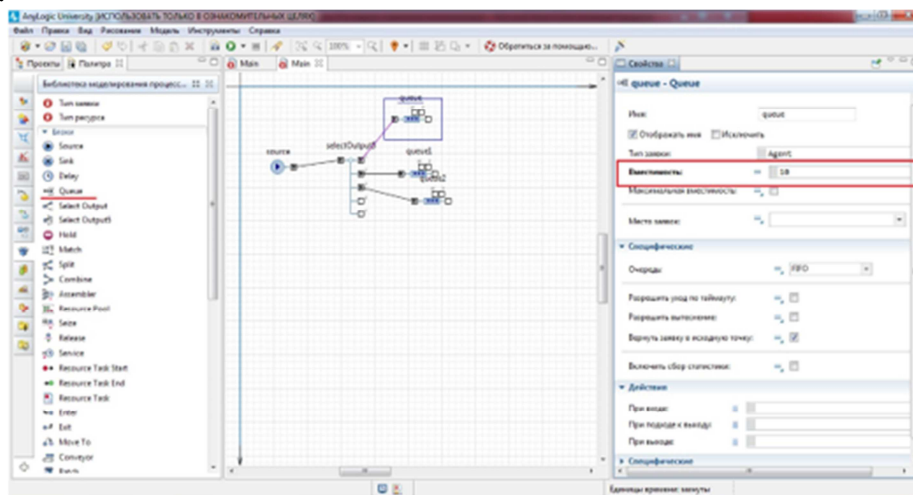 AnyLogic University [ИСПОЛЬЗОВАТЬ ТОЛЬКО В ОЗНАКОМИТЕЛЬНЫХ ЦЕЛЯХ]
Файл Правка Вид Рисование Модель Инструменты Справка
100%
Обратиться за помощью...
Проекты Палитра
Main Main
Свойства
Библиотека моделирования процесс...
queue - Queue
Тип заявки
Тип ресурса
Блоки
Source
Sink
Delay
Queue
Select Output
Select Output5
Hold
Match
Split
Combine
Assembler
Resource Pool
Seize
Release
Service
Resource Task Start
Resource Task End
Resource Task
Enter
Exit
Move To
Conveyor
Batch
source
selectOutput5
queue
queue1
queue2
Имя: queue
Отображать имя Исключить
Тип заявки: Agent
Вместимость: 10
Максимальная вместимость:
Место заявок:
Специфические
Очередь: FIFO
Разрешить уход по таймауту:
Разрешить вытеснение:
Вернуть заявку в исходную точку:
Включить сбор статистики:
Действия
При входе:
При подходе к выходу:
При выходе:
Специфические
Единицы времени: минуты